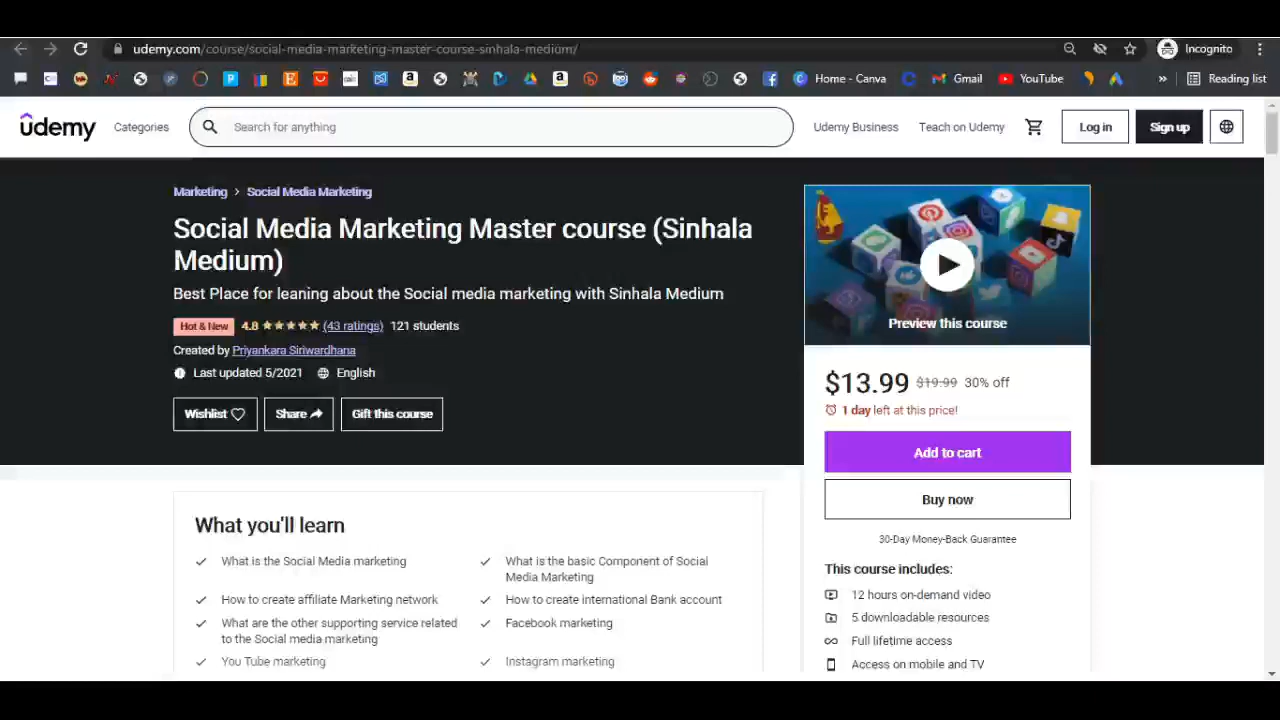 udemy.com/course/social-media-marketing-master-course-sinhala-medium/
Incognito
Home - Canva
Gmail
YouTube
»
Reading list
ûdemy
Categories
Search for anything
Udemy Business
Teach on Udemy
Log in
Sign up
Marketing > Social Media Marketing
Social Media Marketing Master course (Sinhala
Medium)
Best Place for leaning about the Social media marketing with Sinhala Medium
Hot & New 4.8 (43 ratings) 121 students
Created by Priyankara Siriwardhana
Last updated 5/2021 English
Wishlist
Share
Gift this course
Preview this course
$13.99 $19.99 30% off
1 day left at this price!
Add to cart
Buy now
30-Day Money-Back Guarantee
This course includes:
12 hours on-demand video
5 downloadable resources
Full lifetime access
Access on mobile and TV
What you'll learn
What is the Social Media marketing
What is the basic Component of Social
Media Marketing
How to create affiliate Marketing network
How to create international Bank account
What are the other supporting service related
to the Social media marketing
Facebook marketing
You Tube marketing
Instagram marketing